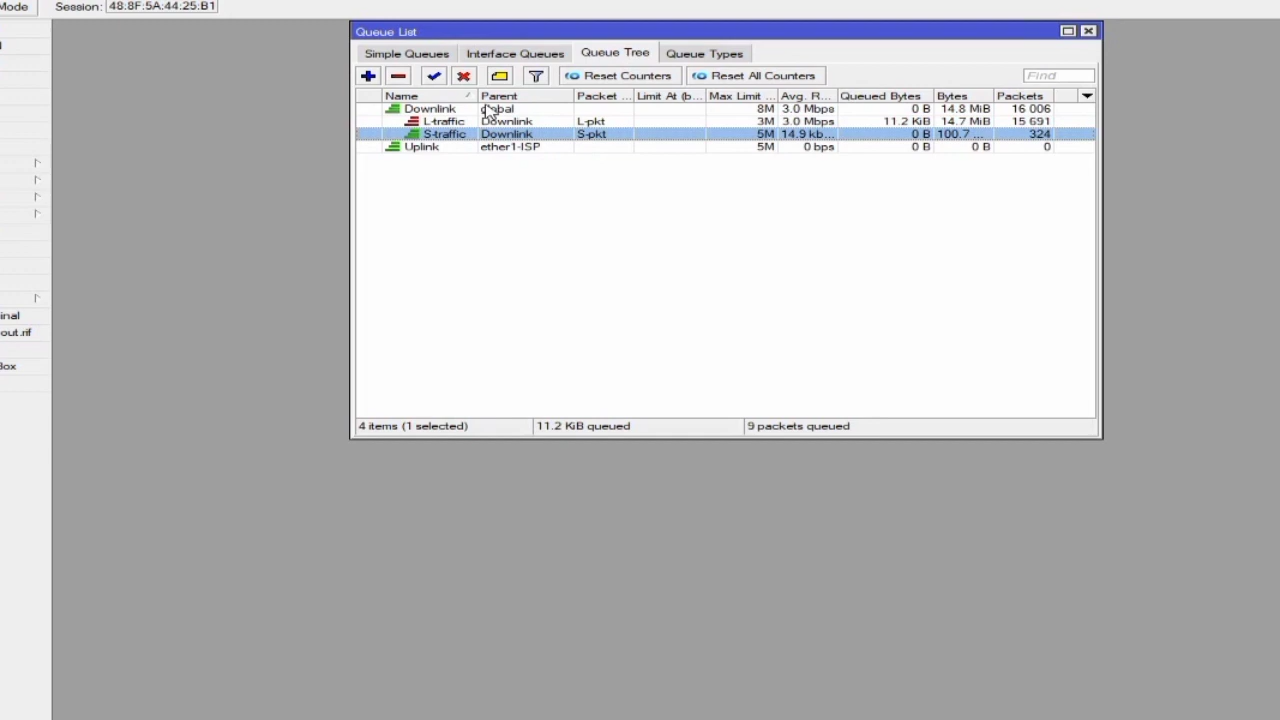 Mode Session: 48:8F:5A:44:25:B1
Queue List
Simple Queues Interface Queues Queue Tree Queue Types
Reset Counters Reset All Counters Find
Name Parent Packet ... Limit At (b... Max Limit ... Avg. R... Queued Bytes Bytes Packets
Downlink global 8M 3.0 Mbps 0 B 14.8 MiB 16 006
L-traffic Downlink L-pkt 3M 3.0 Mbps 11.2 KiB 14.7 MiB 15 691
S-traffic Downlink S-pkt 5M 14.9 kb... 0 B 100.7 ... 324
Uplink ether1-ISP 5M 0 bps 0 B 0 B 0
inal
out.rif
Box
4 items (1 selected) 11.2 KiB queued 9 packets queued